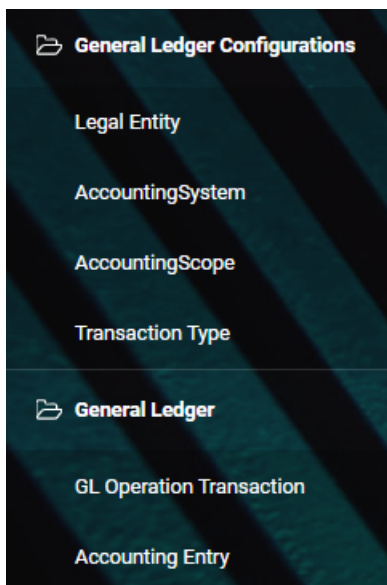 General Ledger Configurations
Legal Entity
AccountingSystem
AccountingScope
Transaction Type
General Ledger
GL Operation Transaction
Accounting Entry